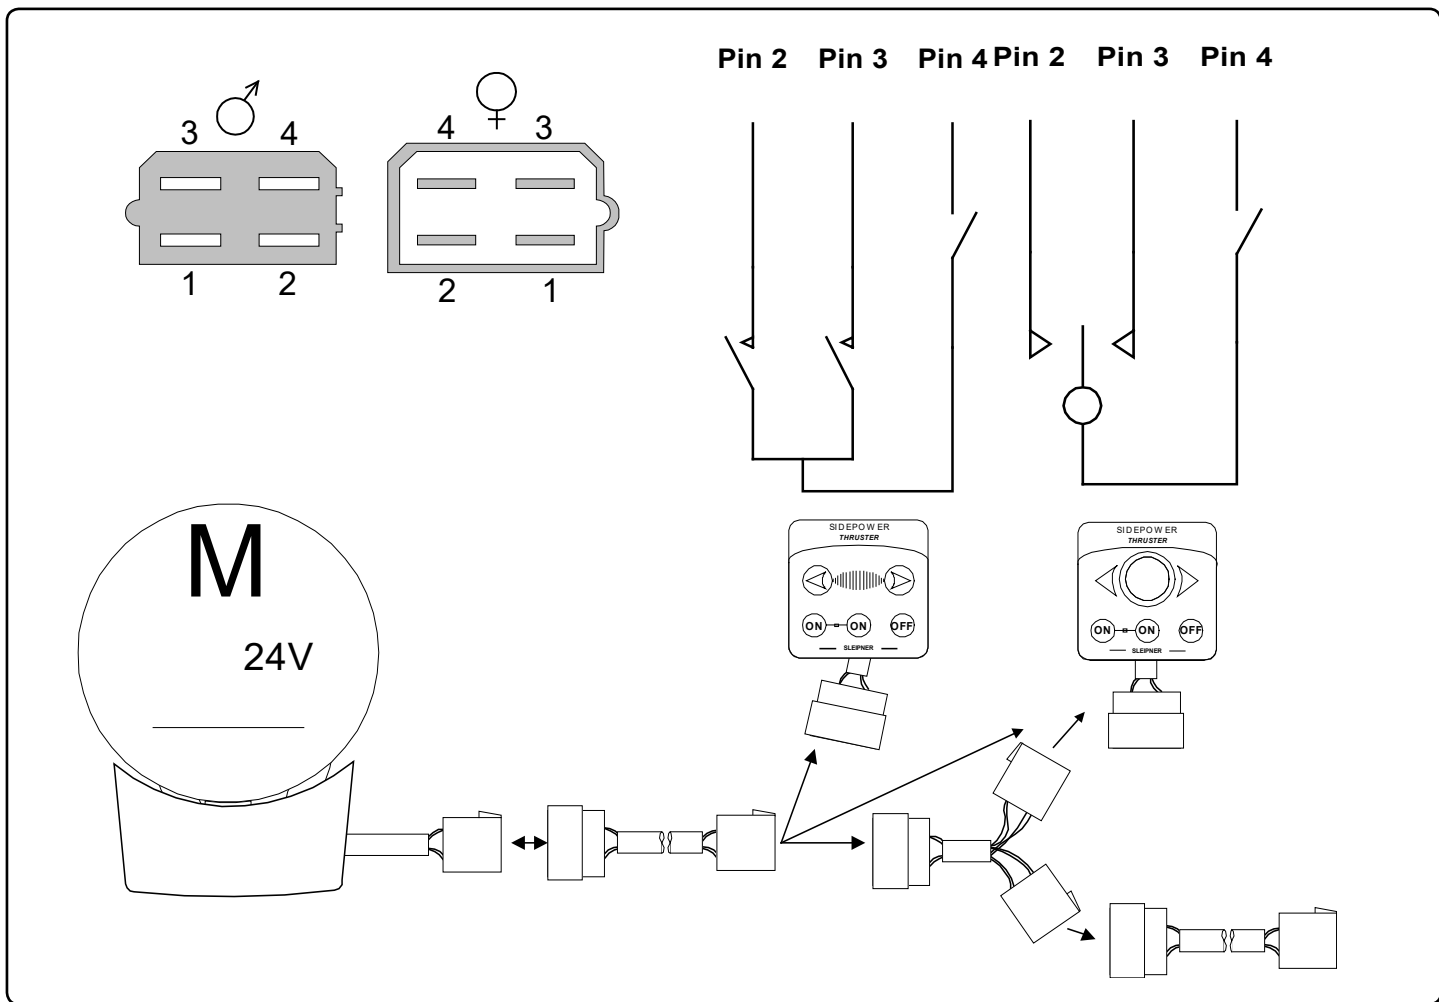 Pin 2 Pin 3 Pin 4 Pin 2 Pin 3 Pin 4
3 4
4 3
1 2
2 1
M
24V
SIDEPOWER
THRUSTER
ON ON OFF
SLEIPNER
SIDEPOWER
THRUSTER
ON ON OFF
SLEIPNER